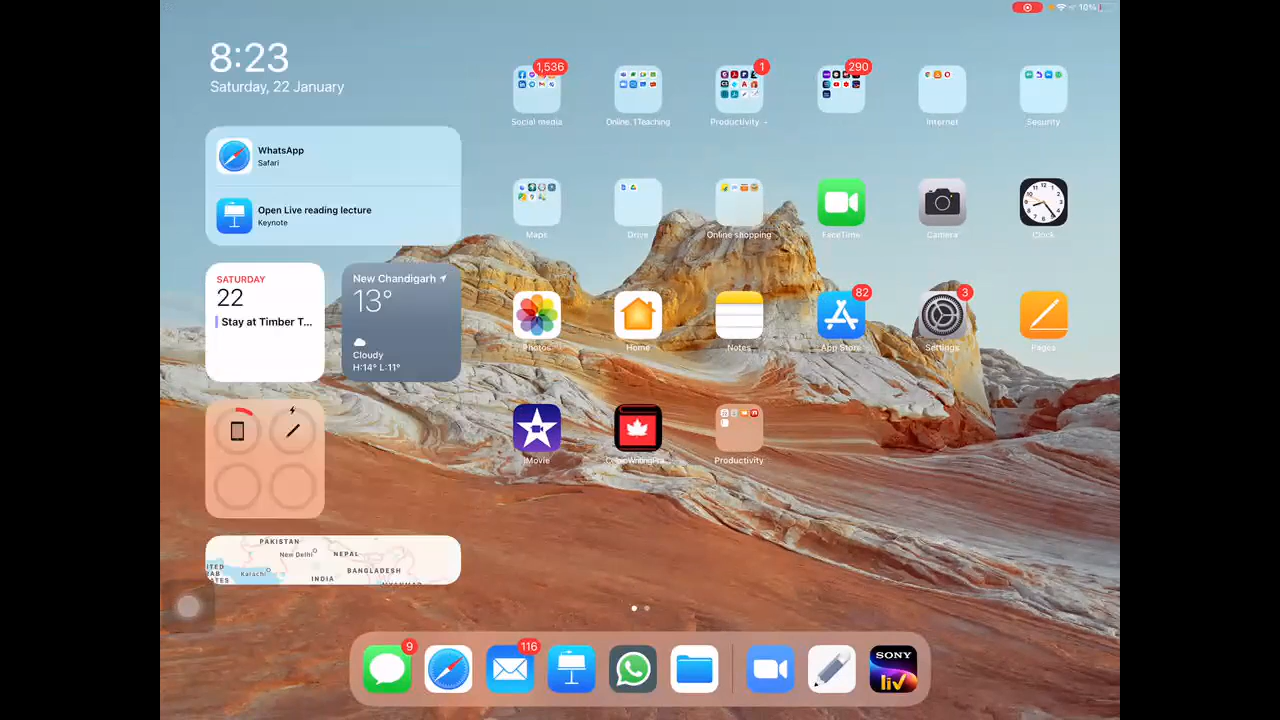 10%
8:23
Saturday, 22 January
WhatsApp
Safari
Open Live reading lecture
Keynote
SATURDAY
22
Stay at Timber T...
New Chandigarh
13°
Cloudy
H:14° L:11°
PAKISTAN
New Delhi
NEPAL
Karachi
BANGLADESH
INDIA
MYANMAR
1,536
1
290
Social media
Online. 1Teaching
Productivity -
Internet
Security
Maps
Drive
Online shopping
FaceTime
Camera
Clock
82
3
Photos
Home
Notes
App Store
Settings
Pages
iMovie
Productivity
9
116
SONY
liv